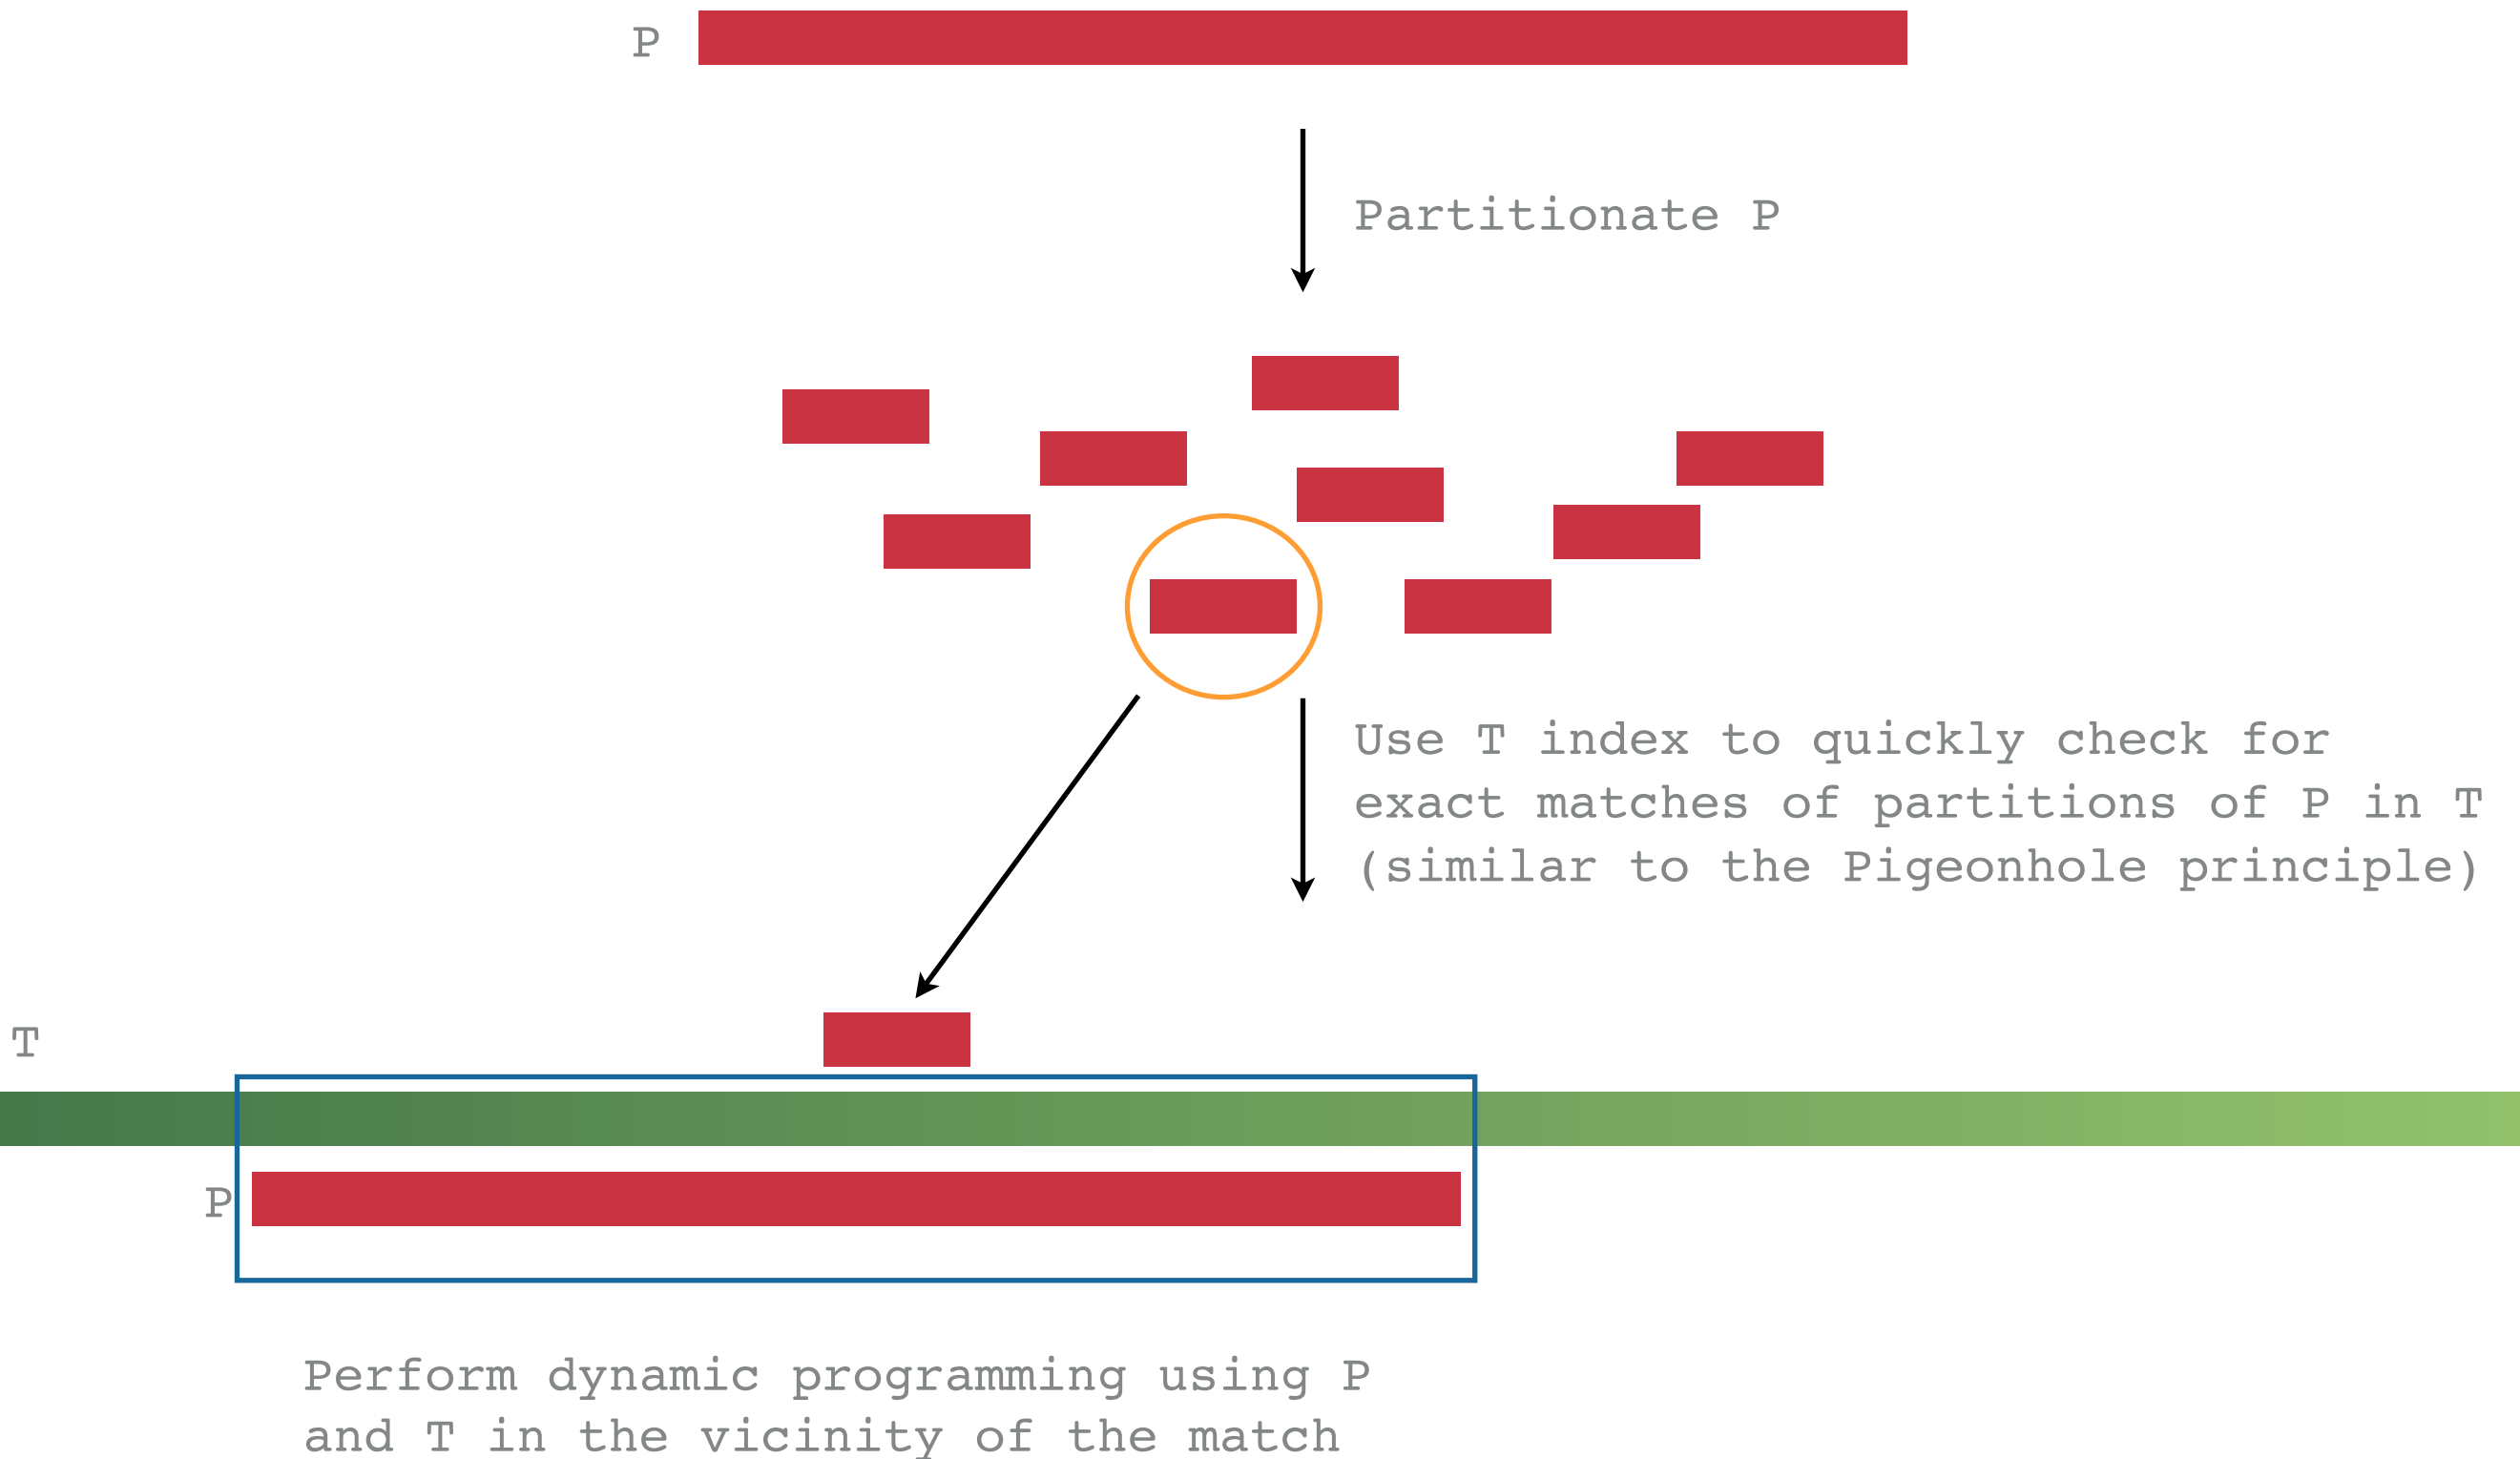 P
Partitionate P
Use T index to quickly check for
exact matches of partitions of P in T
(similar to the Pigeonhole principle)
T
P
Perform dynamic programming using P
and T in the vicinity of the match